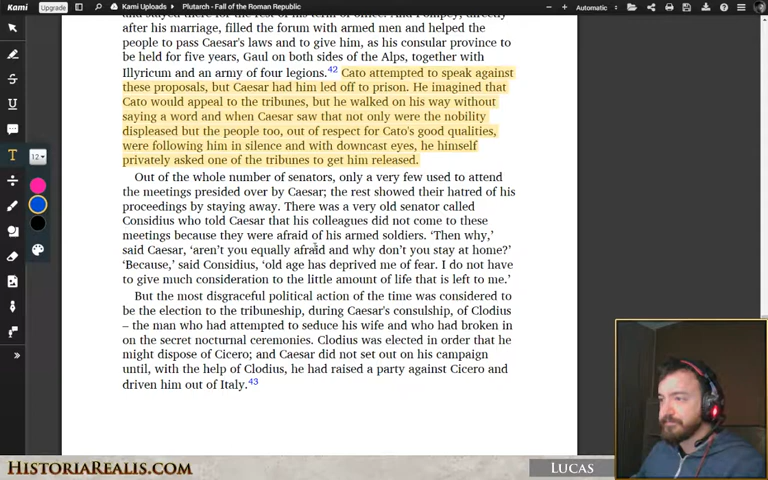 Kami
Upgrade
Kami Uploads ▸ Plutarch - Fall of the Roman Republic
Automatic
and stayed there for the rest of his term of office. And Pompey, directly
after his marriage, filled the forum with armed men and helped the
people to pass Caesar's laws and to give him, as his consular province to
be held for five years, Gaul on both sides of the Alps, together with
Illyricum and an army of four legions.42 Cato attempted to speak against
these proposals, but Caesar had him led off to prison. He imagined that
Cato would appeal to the tribunes, but he walked on his way without
saying a word and when Caesar saw that not only were the nobility
displeased but the people too, out of respect for Cato's good qualities,
were following him in silence and with downcast eyes, he himself
privately asked one of the tribunes to get him released.
Out of the whole number of senators, only a very few used to attend
the meetings presided over by Caesar; the rest showed their hatred of his
proceedings by staying away. There was a very old senator called
Considius who told Caesar that his colleagues did not come to these
meetings because they were afraid of his armed soldiers. ‘Then why,’
said Caesar, ‘aren’t you equally afraid and why don’t you stay at home?’
‘Because,’ said Considius, ‘old age has deprived me of fear. I do not have
to give much consideration to the little amount of life that is left to me.’
But the most disgraceful political action of the time was considered to
be the election to the tribuneship, during Caesar's consulship, of Clodius
– the man who had attempted to seduce his wife and who had broken in
on the secret nocturnal ceremonies. Clodius was elected in order that he
might dispose of Cicero; and Caesar did not set out on his campaign
until, with the help of Clodius, he had raised a party against Cicero and
driven him out of Italy.43
T
12
HISTORIAREALIS.COM
LUCAS